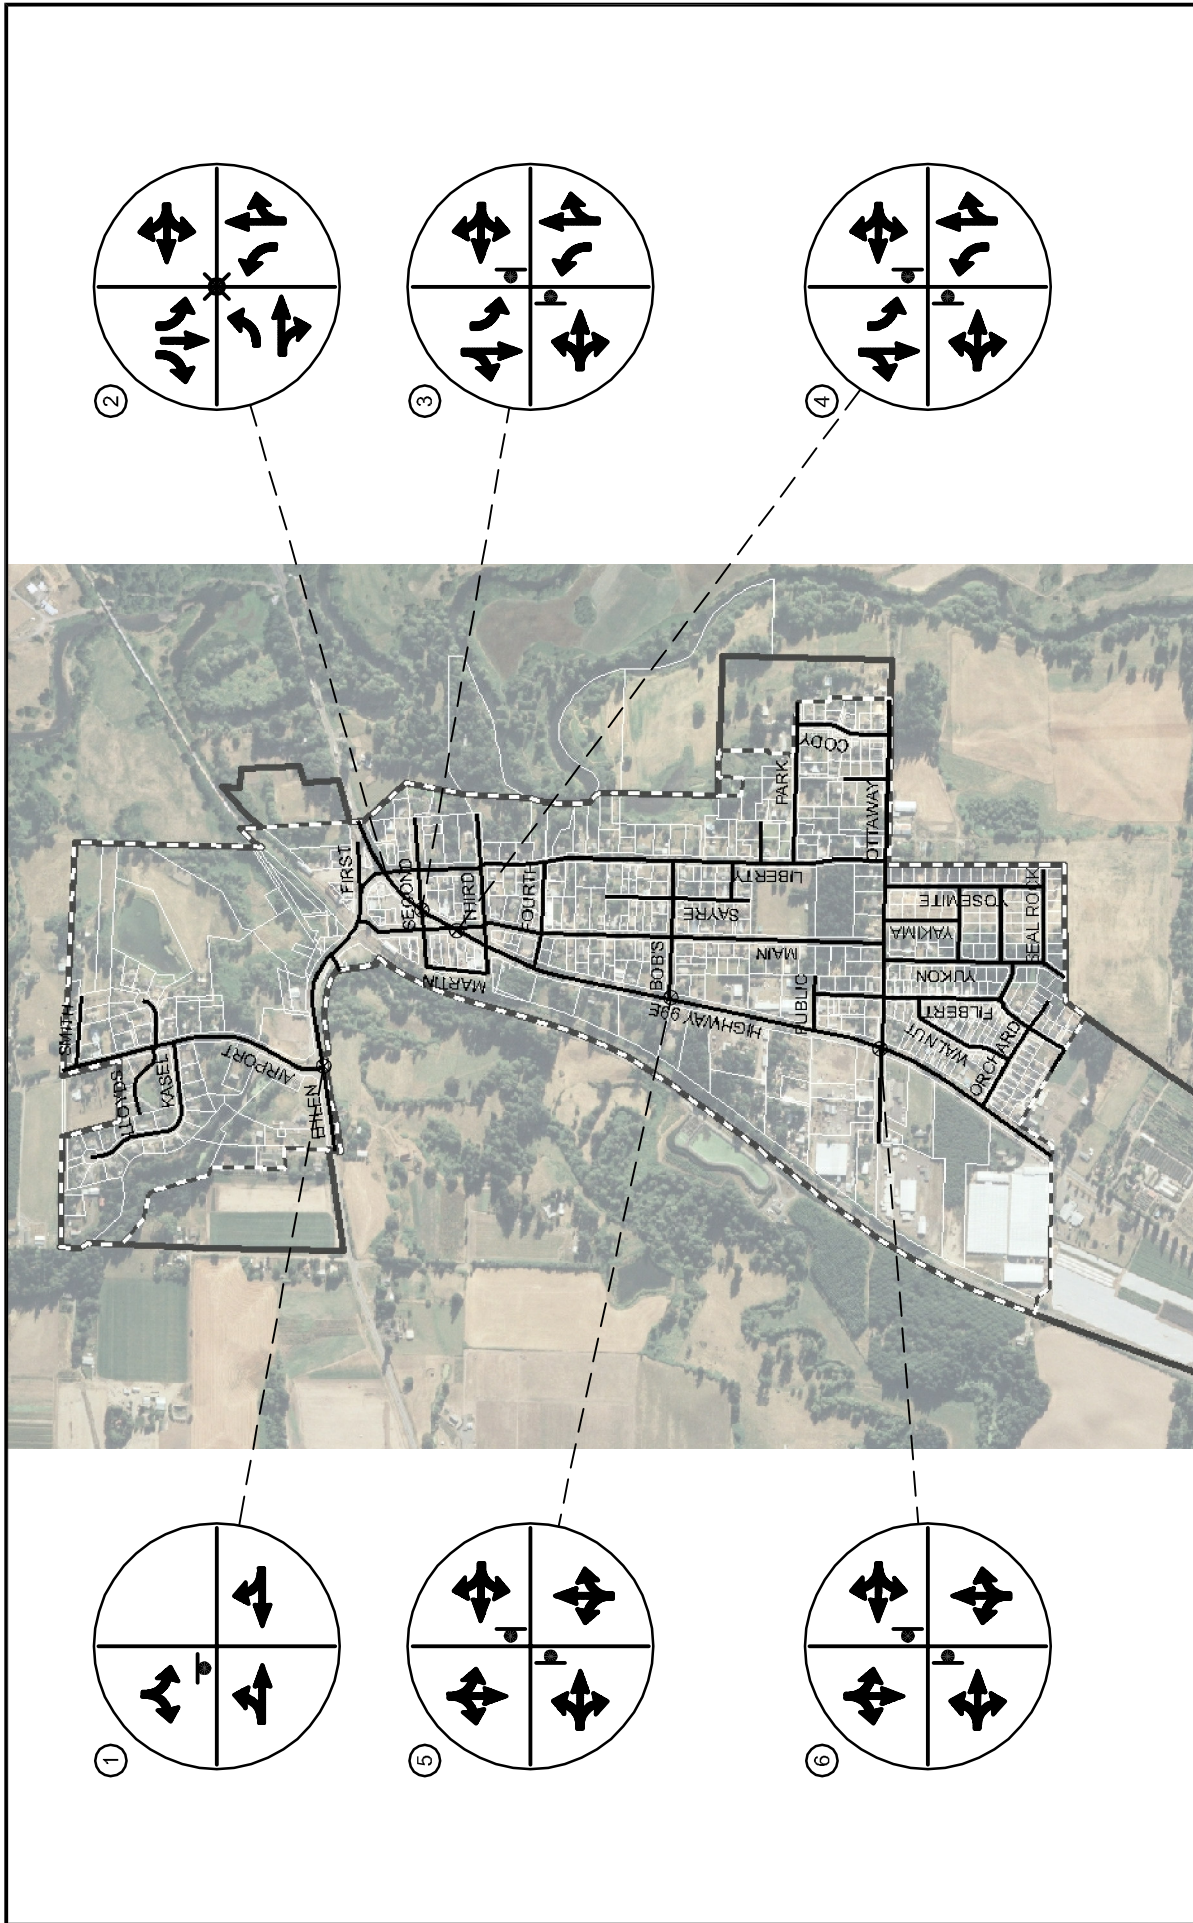 2
3
4
SMITH
LLOYDS
KASEL
AIRPORT
EHLEN
FIRST
SECOND
THIRD
FOURTH
MARTIN
BOB'S
HIGHWAY 99E
SAYRE
LIBERTY
MAIN
PUBLIC
PARK
CODY
OTTAWAY
YOSEMITE
YAKIMA
YUKON
SEAL ROCK
FILBERT
WALNUT
ORCHARD
1
5
6